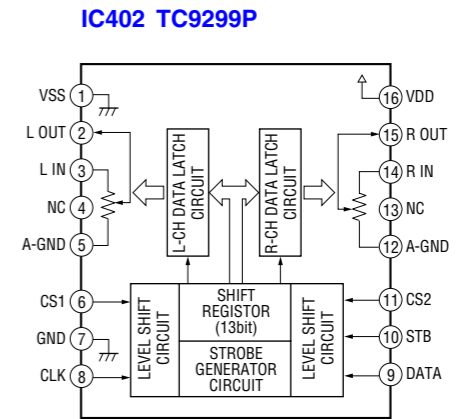 IC402 TC9299P
VSS 1
L OUT 2
L IN 3
NC 4
A-GND 5
CS1 6
GND 7
CLK 8
16 VDD
15 R OUT
14 R IN
13 NC
12 A-GND
11 CS2
10 STB
9 DATA
L-CH DATA LATCH
CIRCUIT
R-CH DATA LATCH
CIRCUIT
LEVEL SHIFT
CIRCUIT
SHIFT
REGISTOR
(13bit)
STROBE
GENERATOR
CIRCUIT
LEVEL SHIFT
CIRCUIT